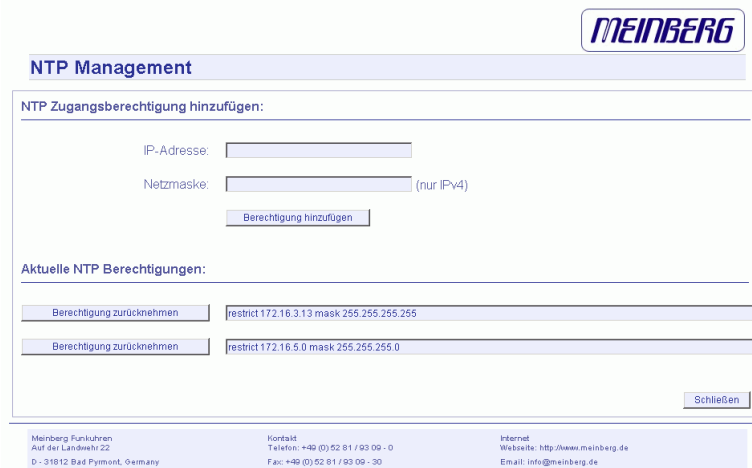 MEINBERG
NTP Management
NTP Zugangsberechtigung hinzufügen:
IP-Adresse:
Netzmaske: (nur IPv4)
Berechtigung hinzufügen
Aktuelle NTP Berechtigungen:
Berechtigung zurücknehmen restrict 172.16.3.13 mask 255.255.255.255
Berechtigung zurücknehmen restrict 172.16.5.0 mask 255.255.255.0
Schließen
Meinberg Funkuhren Kontakt Internet
Auf der Landwehr 22 Telefon: +49 (0) 52 81 / 93 09 - 0 Webseite: http://www.meinberg.de
D - 31812 Bad Pyrmont, Germany Fax: +49 (0) 52 81 / 93 09 - 30 Email: info@meinberg.de